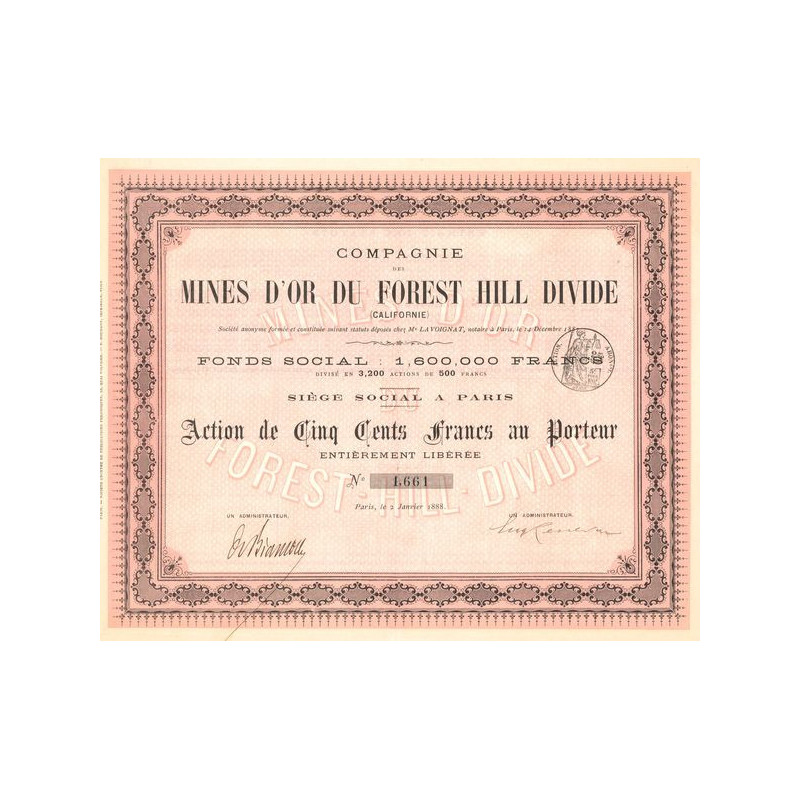 COMPAGNIE
DES
MINES D'OR DU FOREST HILL DIVIDE
(CALIFORNIE)
Société anonyme formée et constituée suivant statuts déposés chez Me LAVOIGNAT, notaire à Paris, le 14 Décembre
FONDS SOCIAL : 1,600,000 FRANCS
DIVISÉ EN 3,200 ACTIONS DE 500 FRANCS
SIÈGE SOCIAL A PARIS
Action de Cinq Cents Francs au Porteur
ENTIÈREMENT LIBÉRÉE
No 1,661
Paris, le 2 Janvier 1888.
UN ADMINISTRATEUR,
UN ADMINISTRATEUR,
MINES D'OR
DU
FOREST-HILL-DIVIDE